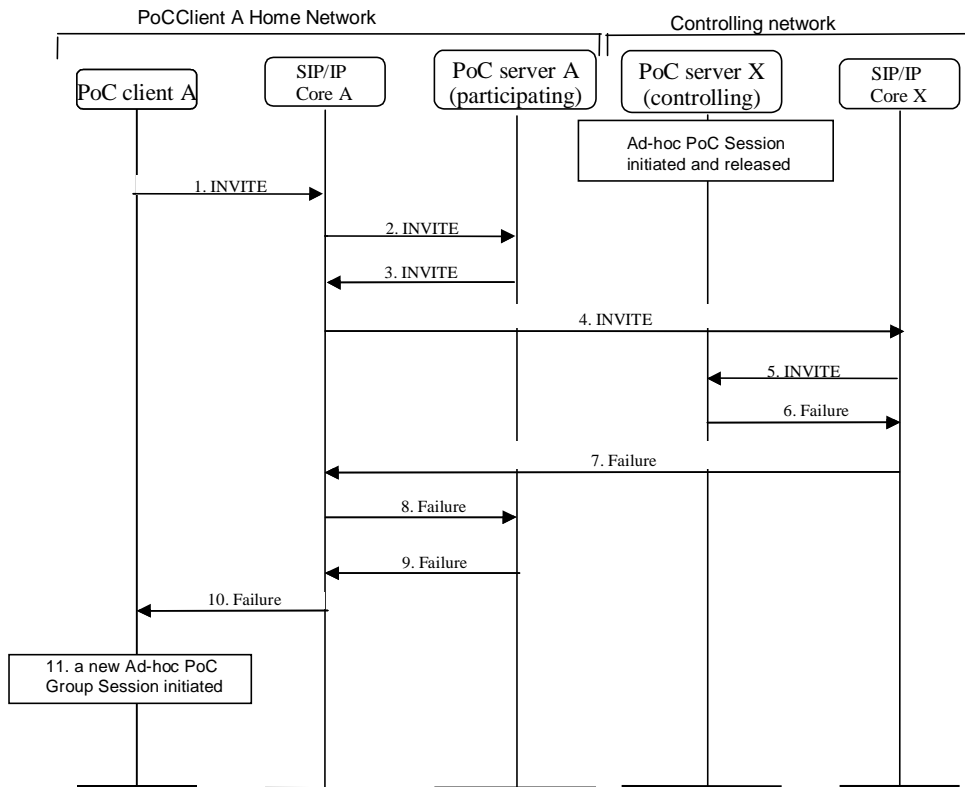 PoCClient A Home Network
Controlling network
PoC client A
SIP/IP
Core A
PoC server A
(participating)
PoC server X
(controlling)
SIP/IP
Core X
Ad-hoc PoC Session
initiated and released
1. INVITE
2. INVITE
3. INVITE
4. INVITE
5. INVITE
6. Failure
7. Failure
8. Failure
9. Failure
10. Failure
11. a new Ad-hoc PoC
Group Session initiated